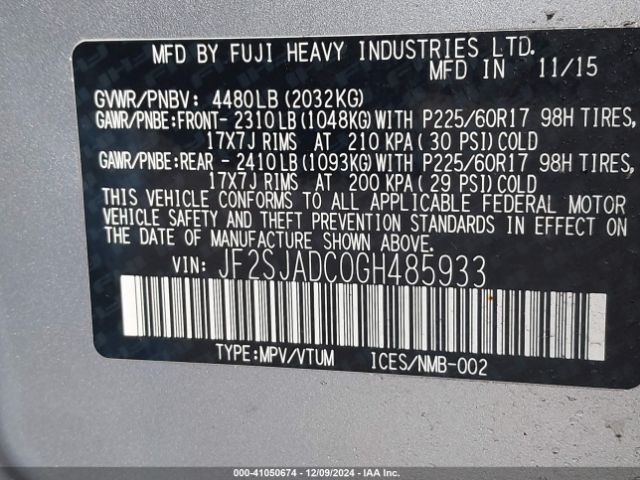 MFD BY FUJI HEAVY INDUSTRIES LTD.
MFD IN 11/15
GVWR/PNBV: 4480LB(2032KG)
GAWR/PNBE:FRONT- 2310LB(1048KG)WITH P225/60R17 98H TIRES,
17X7J RIMS AT 210 KPA(30 PSI)COLD
GAWR/PNBE:REAR - 2410LB(1093KG)WITH P225/60R17 98H TIRES,
17X7J RIMS AT 200 KPA(29 PSI)COLD
THIS VEHICLE CONFORMS TO ALL APPLICABLE FEDERAL MOTOR
VEHICLE SAFETY AND THEFT PREVENTION STANDARDS IN EFFECT ON
THE DATE OF MANUFACTURE SHOWN ABOVE.
VIN: JF2SJADC0GH485933
TYPE:MPV/VTUM ICES/NMB-002
000-41050674 / 12/09/2024 - IAAI.COM / COPART